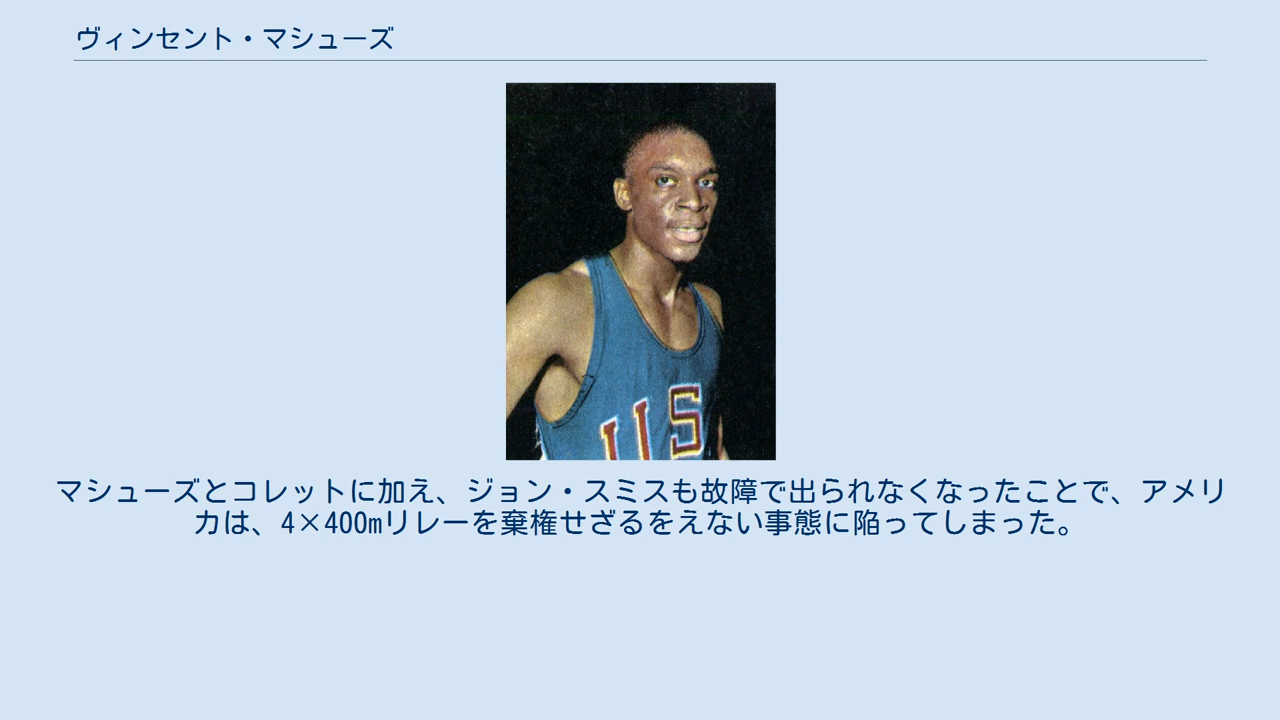 ヴィンセント・マシューズ
US
マシューズとコレットに加え、ジョン・スミスも故障で出られなくなったことで、アメリ
カは、4×400mリレーを棄権せざるをえない事態に陥ってしまった。